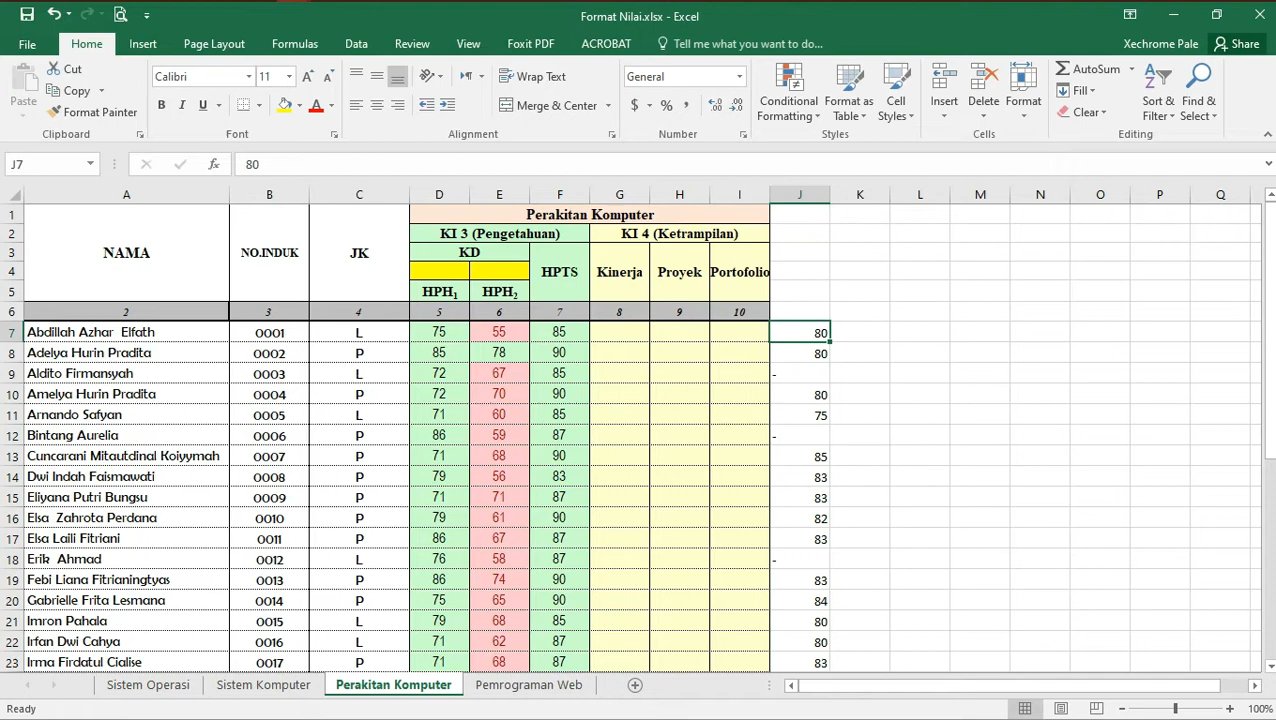 Format Nilai.xlsx - Excel
File Home Insert Page Layout Formulas Data Review View Foxit PDF ACROBAT Tell me what you want to do... Xechrome Pale Share
Paste
Cut
Copy
Format Painter
Clipboard
Calibri 11
B I U
Font
Wrap Text
Merge & Center
Alignment
General
$ % ,
Number
Conditional Formatting
Format as Table
Cell Styles
Styles
Insert Delete Format
Cells
AutoSum
Fill
Clear
Sort & Filter
Find & Select
Editing
J7 fx 80
A B C D E F G H I J K L M N O P Q
1 Perakitan Komputer
2 KI 3 (Pengetahuan) KI 4 (Ketrampilan)
3 NAMA NO.INDUK JK KD
4 HPTS Kinerja Proyek Portofolio
5 HPH1 HPH2
6 2 3 4 5 6 7 8 9 10
7 Abdillah Azhar Elfath 0001 L 75 55 85 80
8 Adelya Hurin Pradita 0002 P 85 78 90 80
9 Aldito Firmansyah 0003 L 72 67 85 -
10 Amelya Hurin Pradita 0004 P 72 70 90 80
11 Arnando Safyan 0005 L 71 60 85 75
12 Bintang Aurelia 0006 P 86 59 87 -
13 Cuncarani Mitautdinal Koiyymah 0007 P 71 68 90 85
14 Dwi Indah Faismawati 0008 P 79 56 83 83
15 Eliyana Putri Bungsu 0009 P 71 71 87 83
16 Elsa Zahrota Perdana 0010 P 79 61 90 82
17 Elsa Laili Fitriani 0011 P 86 67 87 83
18 Erik Ahmad 0012 L 76 58 87 -
19 Febi Liana Fitrianingtyas 0013 P 86 74 90 83
20 Gabrielle Frita Lesmana 0014 P 75 65 90 84
21 Imron Pahala 0015 L 79 68 85 80
22 Irfan Dwi Cahya 0016 L 71 62 87 80
23 Irma Firdatul Cialise 0017 P 71 68 87 83
Sistem Operasi Sistem Komputer Perakitan Komputer Pemrograman Web
Ready 100%